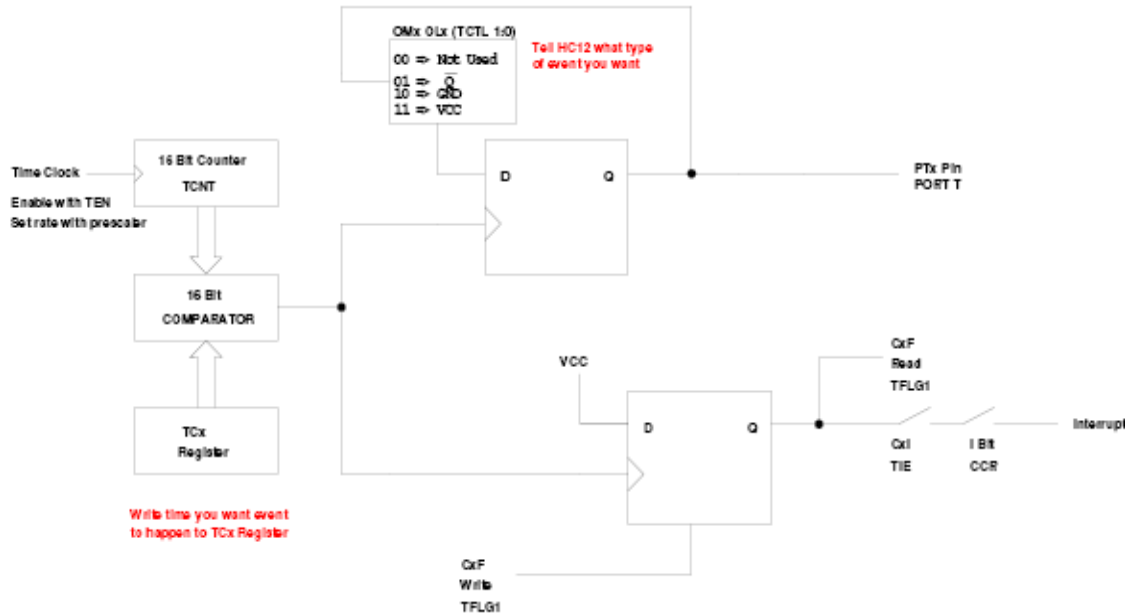 OMx OLx (TCTL 1:0)
00 => Not Used
01 => Q̅
10 => GND
11 => VCC
Tell HC12 what type
of event you want
16 Bit Counter
TCNT
Time Clock
Enable with TEN
Set rate with prescaler
D Q
PTx Pin
PORT T
16 Bit
COMPARATOR
TCx
Register
Write time you want event
to happen to TCx Register
VCC
D Q
CxF
Read
TFLG1
CxI
TIE
I Bit
CCR
Interrupt
CxF
Write
TFLG1